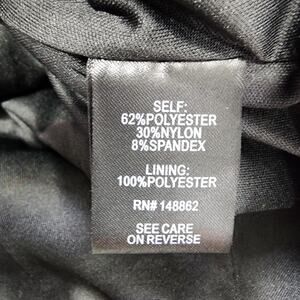 SELF:
62%POLYESTER
30%NYLON
8%SPANDEX
LINING:
100%POLYESTER
RN# 148862
SEE CARE
ON REVERSE